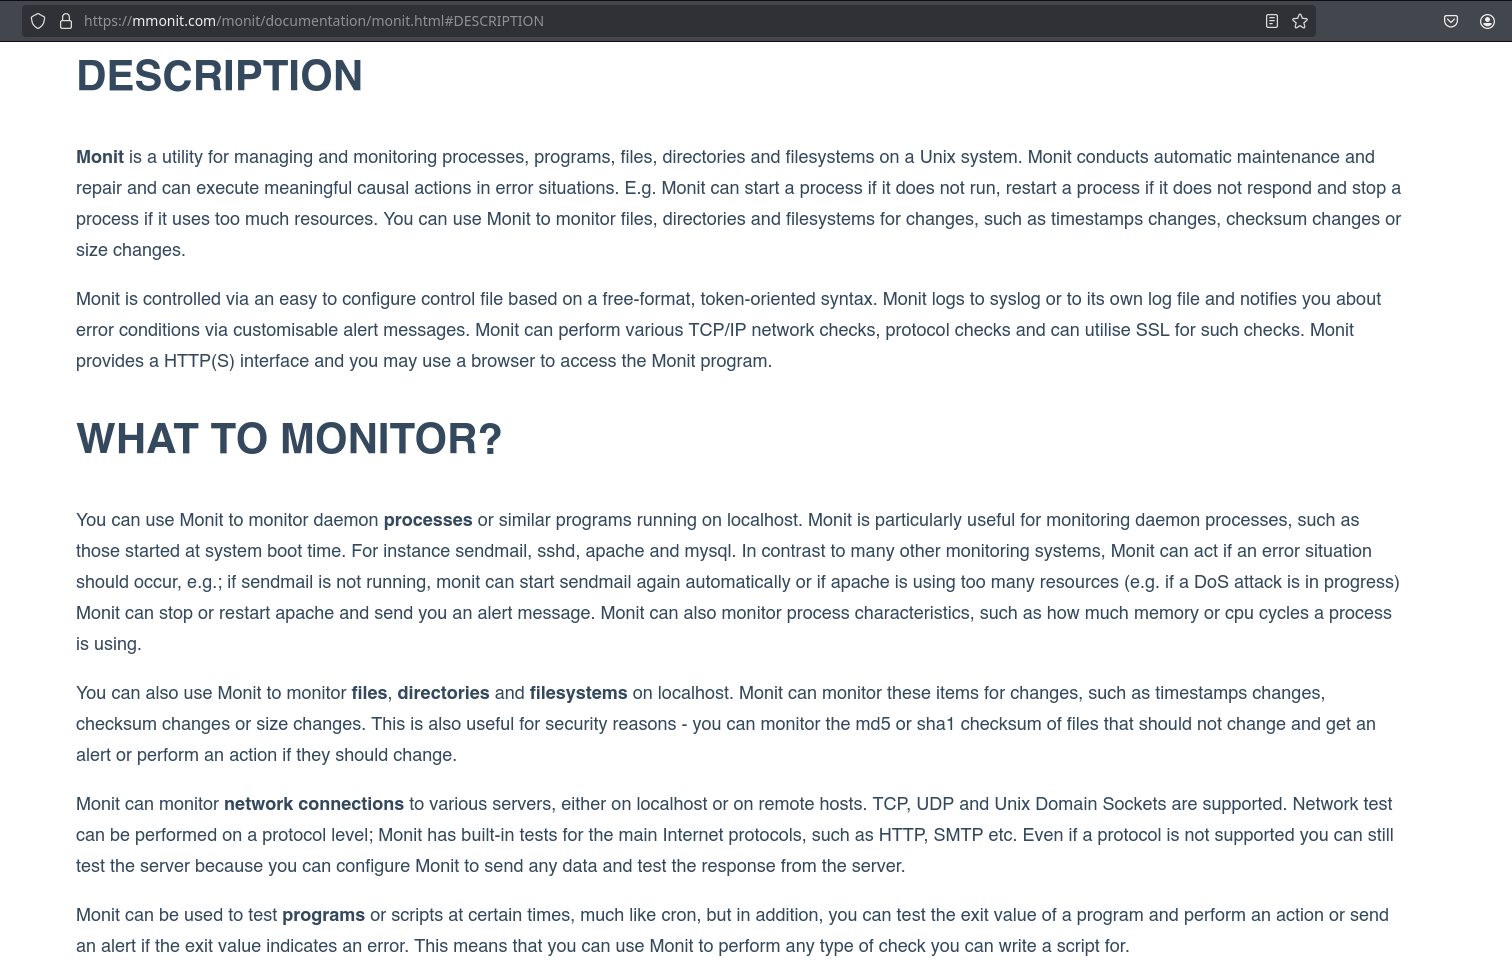 https://mmonit.com/monit/documentation/monit.html#DESCRIPTION
DESCRIPTION
Monit is a utility for managing and monitoring processes, programs, files, directories and filesystems on a Unix system. Monit conducts automatic maintenance and
repair and can execute meaningful causal actions in error situations. E.g. Monit can start a process if it does not run, restart a process if it does not respond and stop a
process if it uses too much resources. You can use Monit to monitor files, directories and filesystems for changes, such as timestamps changes, checksum changes or
size changes.
Monit is controlled via an easy to configure control file based on a free-format, token-oriented syntax. Monit logs to syslog or to its own log file and notifies you about
error conditions via customisable alert messages. Monit can perform various TCP/IP network checks, protocol checks and can utilise SSL for such checks. Monit
provides a HTTP(S) interface and you may use a browser to access the Monit program.
WHAT TO MONITOR?
You can use Monit to monitor daemon processes or similar programs running on localhost. Monit is particularly useful for monitoring daemon processes, such as
those started at system boot time. For instance sendmail, sshd, apache and mysql. In contrast to many other monitoring systems, Monit can act if an error situation
should occur, e.g.; if sendmail is not running, monit can start sendmail again automatically or if apache is using too many resources (e.g. if a DoS attack is in progress)
Monit can stop or restart apache and send you an alert message. Monit can also monitor process characteristics, such as how much memory or cpu cycles a process
is using.
You can also use Monit to monitor files, directories and filesystems on localhost. Monit can monitor these items for changes, such as timestamps changes,
checksum changes or size changes. This is also useful for security reasons - you can monitor the md5 or sha1 checksum of files that should not change and get an
alert or perform an action if they should change.
Monit can monitor network connections to various servers, either on localhost or on remote hosts. TCP, UDP and Unix Domain Sockets are supported. Network test
can be performed on a protocol level; Monit has built-in tests for the main Internet protocols, such as HTTP, SMTP etc. Even if a protocol is not supported you can still
test the server because you can configure Monit to send any data and test the response from the server.
Monit can be used to test programs or scripts at certain times, much like cron, but in addition, you can test the exit value of a program and perform an action or send
an alert if the exit value indicates an error. This means that you can use Monit to perform any type of check you can write a script for.